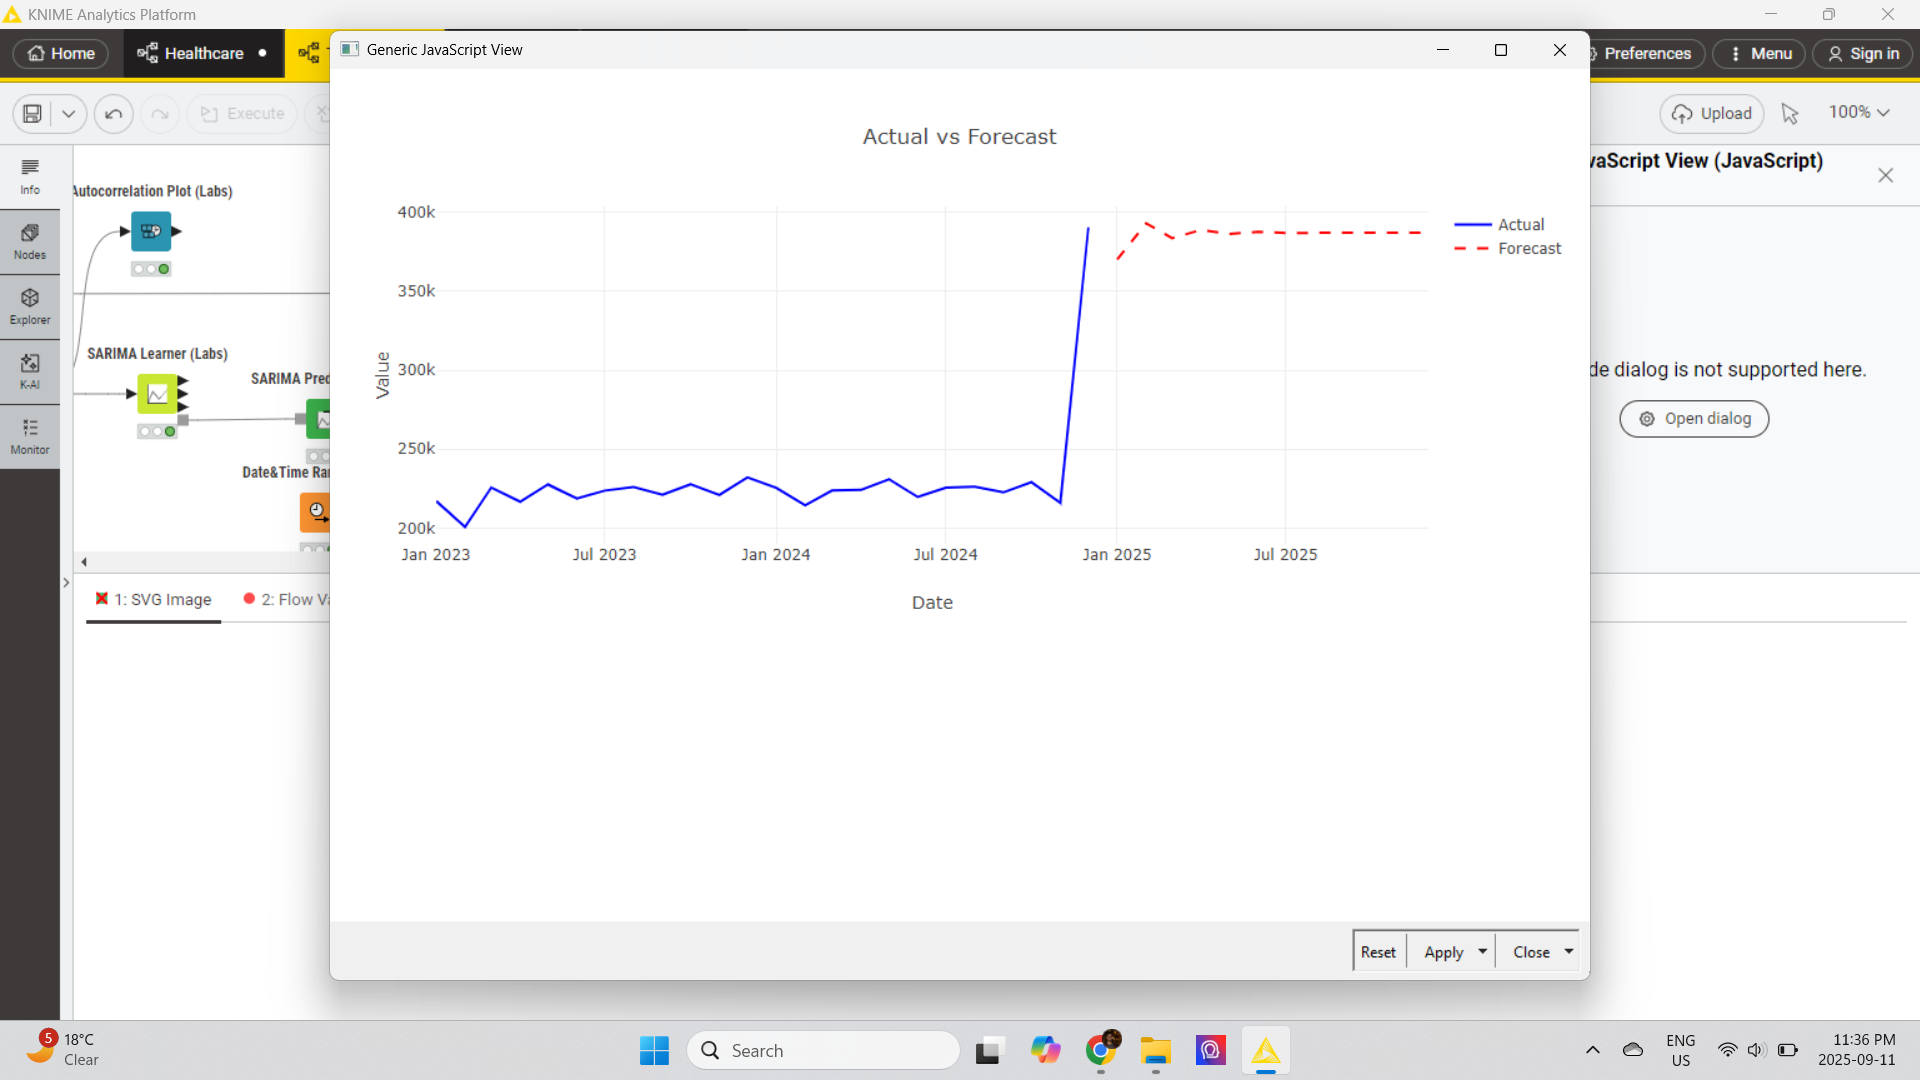 KNIME Analytics Platform
Home
Healthcare
Generic JavaScript View
Preferences
Menu
Sign in
Execute
Upload
100%
Info
Nodes
Explorer
K-AI
Monitor
Autocorrelation Plot (Labs)
SARIMA Learner (Labs)
SARIMA Pred
Date&Time Ra
1: SVG Image
2: Flow Va
Actual vs Forecast
400k
350k
300k
250k
200k
Value
Jan 2023
Jul 2023
Jan 2024
Jul 2024
Jan 2025
Jul 2025
Date
Actual
Forecast
vaScript View (JavaScript)
de dialog is not supported here.
Open dialog
Reset
Apply
Close
5
18°C
Clear
Search
ENG
US
11:36 PM
2025-09-11